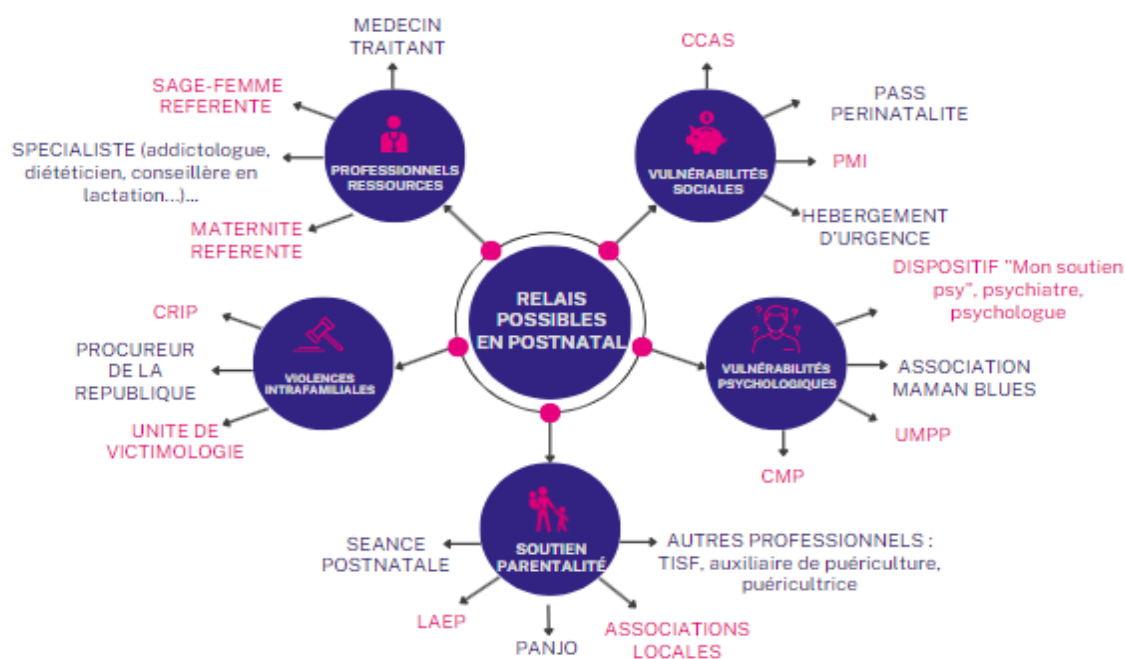 MEDECIN
TRAITANT
SAGE-FEMME
REFERENTE
SPECIALISTE (addictologue,
diététicien, conseillère en
lactation...)...
MATERNITE
REFERENTE
PROFESSIONNELS
RESSOURCES
CCAS
PASS
PERINATALITE
PMI
HEBERGEMENT
D'URGENCE
VULNÉRABILITÉS
SOCIALES
RELAIS
POSSIBLES
EN POSTNATAL
CRIP
PROCUREUR
DE LA
REPUBLIQUE
UNITE DE
VICTIMOLOGIE
VIOLENCES
INTRAFAMILIALES
DISPOSITIF "Mon soutien
psy", psychiatre,
psychologue
ASSOCIATION
MAMAN BLUES
UMPP
CMP
VULNÉRABILITÉS
PSYCHOLOGIQUES
? ? ? ?
SOUTIEN
PARENTALITÉ
SEANCE
POSTNATALE
LAEP
PANJO
ASSOCIATIONS
LOCALES
AUTRES PROFESSIONNELS :
TISF, auxiliaire de puériculture,
puéricultrice